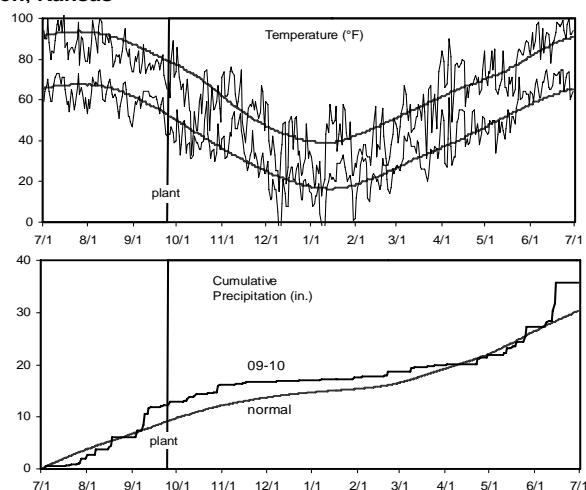 Kansas
100
Temperature (°F)
80
60
40
20
plant
0
7/1 8/1 9/1 10/1 11/1 12/1 1/1 2/1 3/1 4/1 5/1 6/1 7/1
40
Cumulative
Precipitation (in.)
30
20
09-10
10
normal
plant
0
7/1 8/1 9/1 10/1 11/1 12/1 1/1 2/1 3/1 4/1 5/1 6/1 7/1